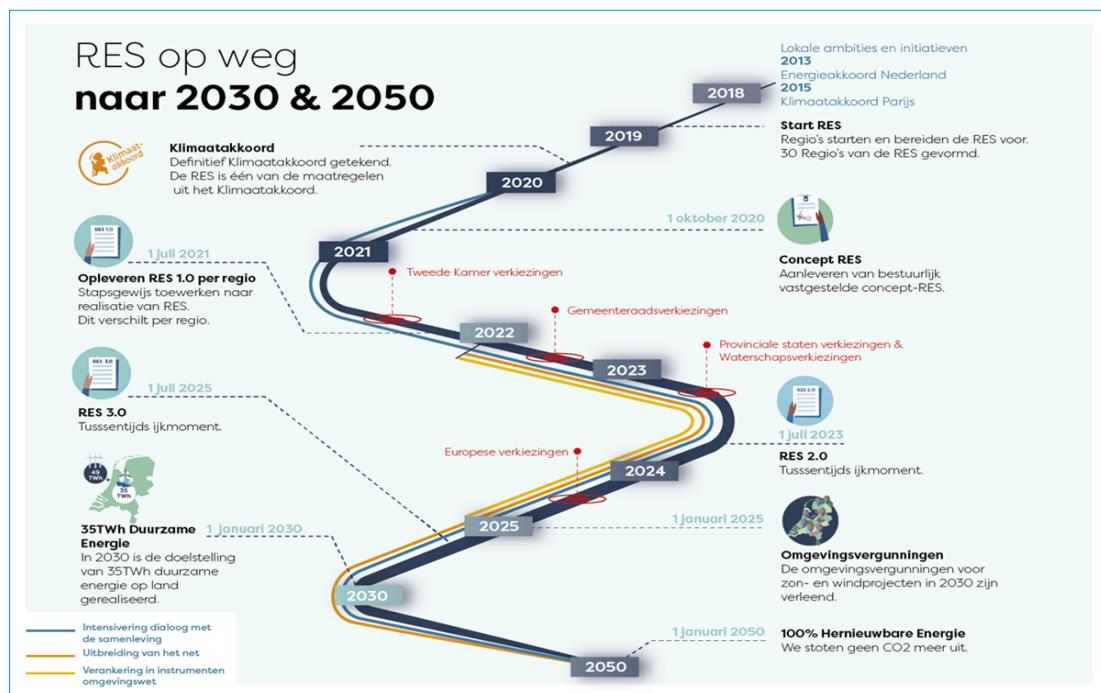 RES op weg
naar 2030 & 2050
Lokale ambities en initiatieven
2013
Energieakkoord Nederland
2015
Klimaatakkoord Parijs
2018
2019
Start RES
Regio's starten en bereiden de RES voor.
30 Regio's van de RES gevormd.
Klimaat-
akkoord
Klimaatakkoord
Definitief Klimaatakkoord getekend.
De RES is één van de maatregelen
uit het Klimaatakkoord.
2020
1 oktober 2020
Concept RES
Aanleveren van bestuurlijk
vastgestelde concept-RES.
RES 1.0
1 juli 2021
Opleveren RES 1.0 per regio
Stapsgewijs toewerken naar
realisatie van RES.
Dit verschilt per regio.
2021
Tweede Kamer verkiezingen
2022
Gemeenteraadsverkiezingen
2023
Provinciale staten verkiezingen &
Waterschapsverkiezingen
RES 3.0
1 juli 2025
RES 3.0
Tusssentijds ijkmoment.
RES 2.0
1 juli 2023
RES 2.0
Tusssentijds ijkmoment.
Europese verkiezingen
2024
2025
49
TWh
+
35
TWh
35TWh Duurzame
Energie
1 januari 2030
In 2030 is de doelstelling
van 35TWh duurzame
energie op land
gerealiseerd.
1 januari 2025
Omgevingsvergunningen
De omgevingsvergunningen voor
zon- en windprojecten in 2030 zijn
verleend.
2030
1 januari 2050
100% Hernieuwbare Energie
We stoten geen CO2 meer uit.
2050
Intensivering dialoog met
de samenleving
Uitbreiding van het net
Verankering in instrumenten
omgevingswet